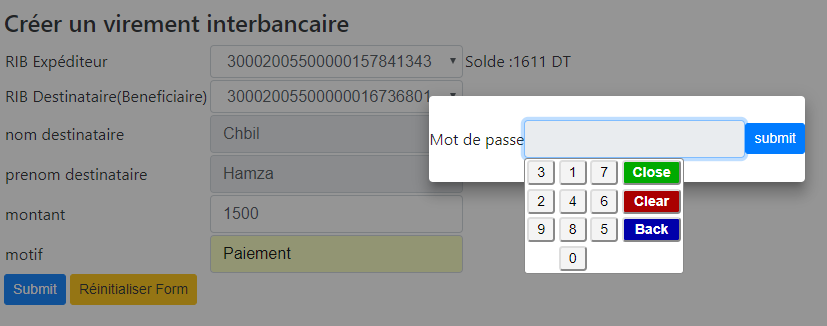 Créer un virement interbancaire
RIB Expéditeur 30002005500000157841343 Solde :1611 DT
RIB Destinataire(Beneficiaire) 30002005500000016736801
nom destinataire Chbil
prenom destinataire Hamza
montant 1500
motif Paiement
Submit Réinitialiser Form
Mot de passe submit
3 1 7 Close
2 4 6 Clear
9 8 5 Back
0